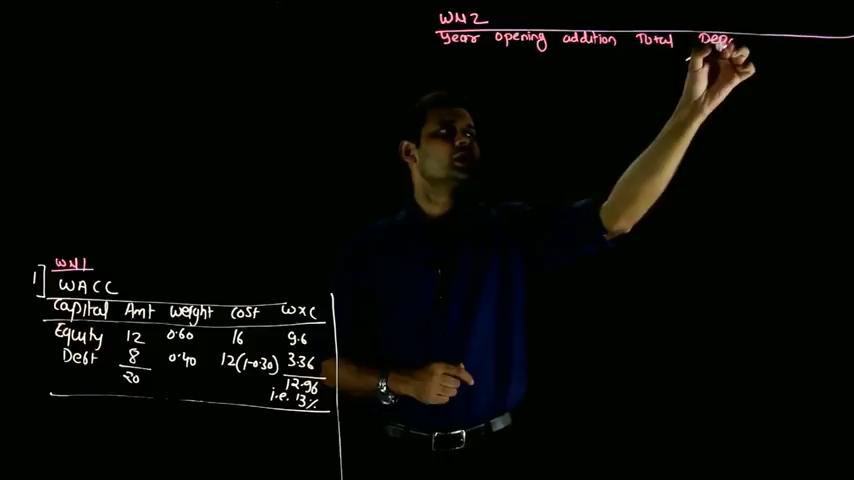 WN2
Year opening addition Total Dep.
WN1
1] WACC
Capital Amt Weight Cost WXC
Equity 12 0.60 16 9.6
Debt 8 0.40 12(1-0.30) 3.36
20 12.96
i.e. 13%